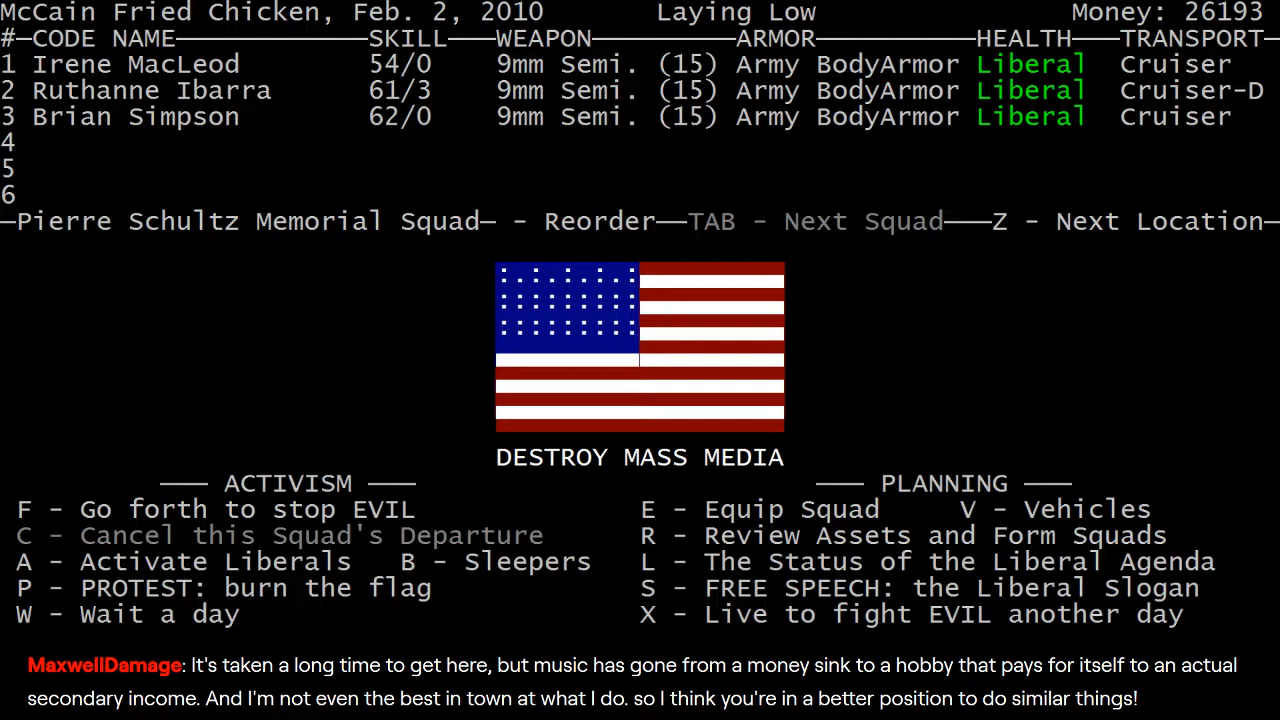 McCain Fried Chicken, Feb. 2, 2010 Laying Low Money: 26193
#—CODE NAME————————————SKILL———WEAPON—————————ARMOR——————————HEALTH———TRANSPORT—
1 Irene MacLeod 54/0 9mm Semi. (15) Army BodyArmor Liberal Cruiser
2 Ruthanne Ibarra 61/3 9mm Semi. (15) Army BodyArmor Liberal Cruiser-D
3 Brian Simpson 62/0 9mm Semi. (15) Army BodyArmor Liberal Cruiser
4
5
6
—Pierre Schultz Memorial Squad— - Reorder——TAB - Next Squad———Z - Next Location—
DESTROY MASS MEDIA
——— ACTIVISM ———
——— PLANNING ———
F - Go forth to stop EVIL E - Equip Squad V - Vehicles
C - Cancel this Squad's Departure R - Review Assets and Form Squads
A - Activate Liberals B - Sleepers L - The Status of the Liberal Agenda
P - PROTEST: burn the flag S - FREE SPEECH: the Liberal Slogan
W - Wait a day X - Live to fight EVIL another day
MaxwellDamage: It's taken a long time to get here, but music has gone from a money sink to a hobby that pays for itself to an actual
secondary income. And I'm not even the best in town at what I do. so I think you're in a better position to do similar things!